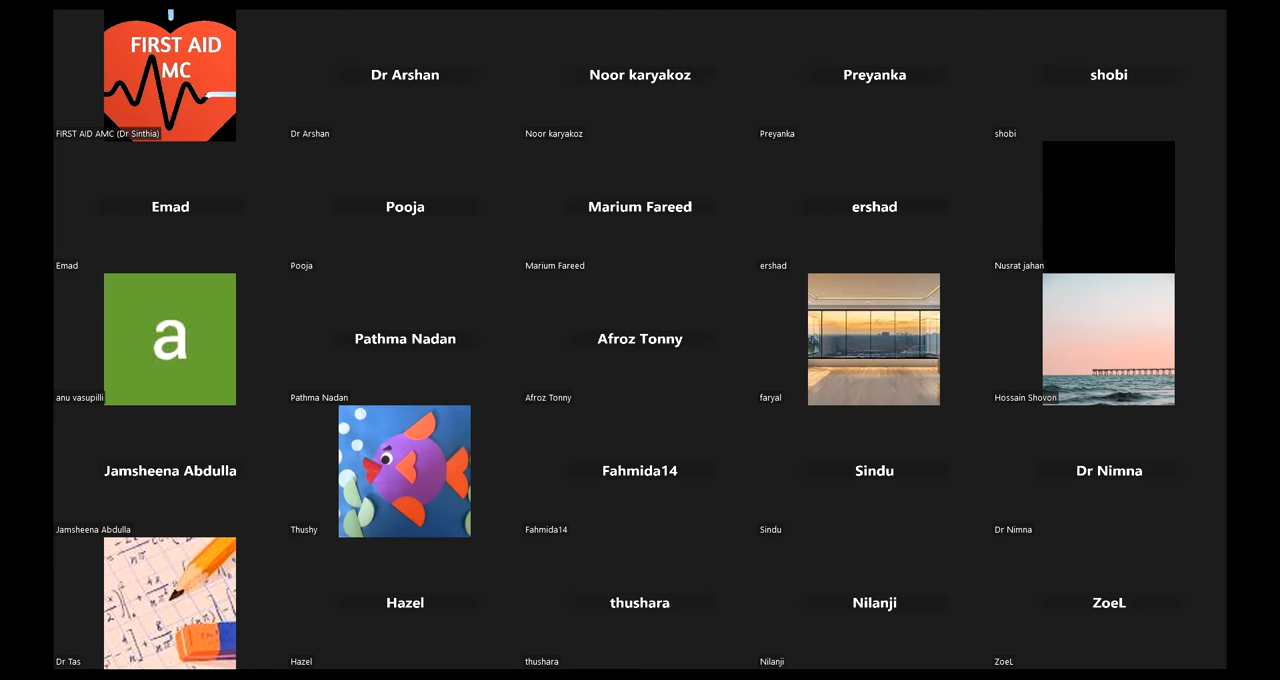 FIRST AID
MC
FIRST AID AMC (Dr Sinthia)
Dr Arshan
Dr Arshan
Noor karyakoz
Noor karyakoz
Preyanka
Preyanka
shobi
shobi
Emad
Emad
Pooja
Pooja
Marium Fareed
Marium Fareed
ershad
ershad
Nusrat jahan
a
anu vasupilli
Pathma Nadan
Pathma Nadan
Afroz Tonny
Afroz Tonny
faryal
Hossain Shovon
Jamsheena Abdulla
Jamsheena Abdulla
Thushy
Fahmida14
Fahmida14
Sindu
Sindu
Dr Nimna
Dr Nimna
Dr Tas
Hazel
Hazel
thushara
thushara
Nilanji
Nilanji
ZoeL
ZoeL